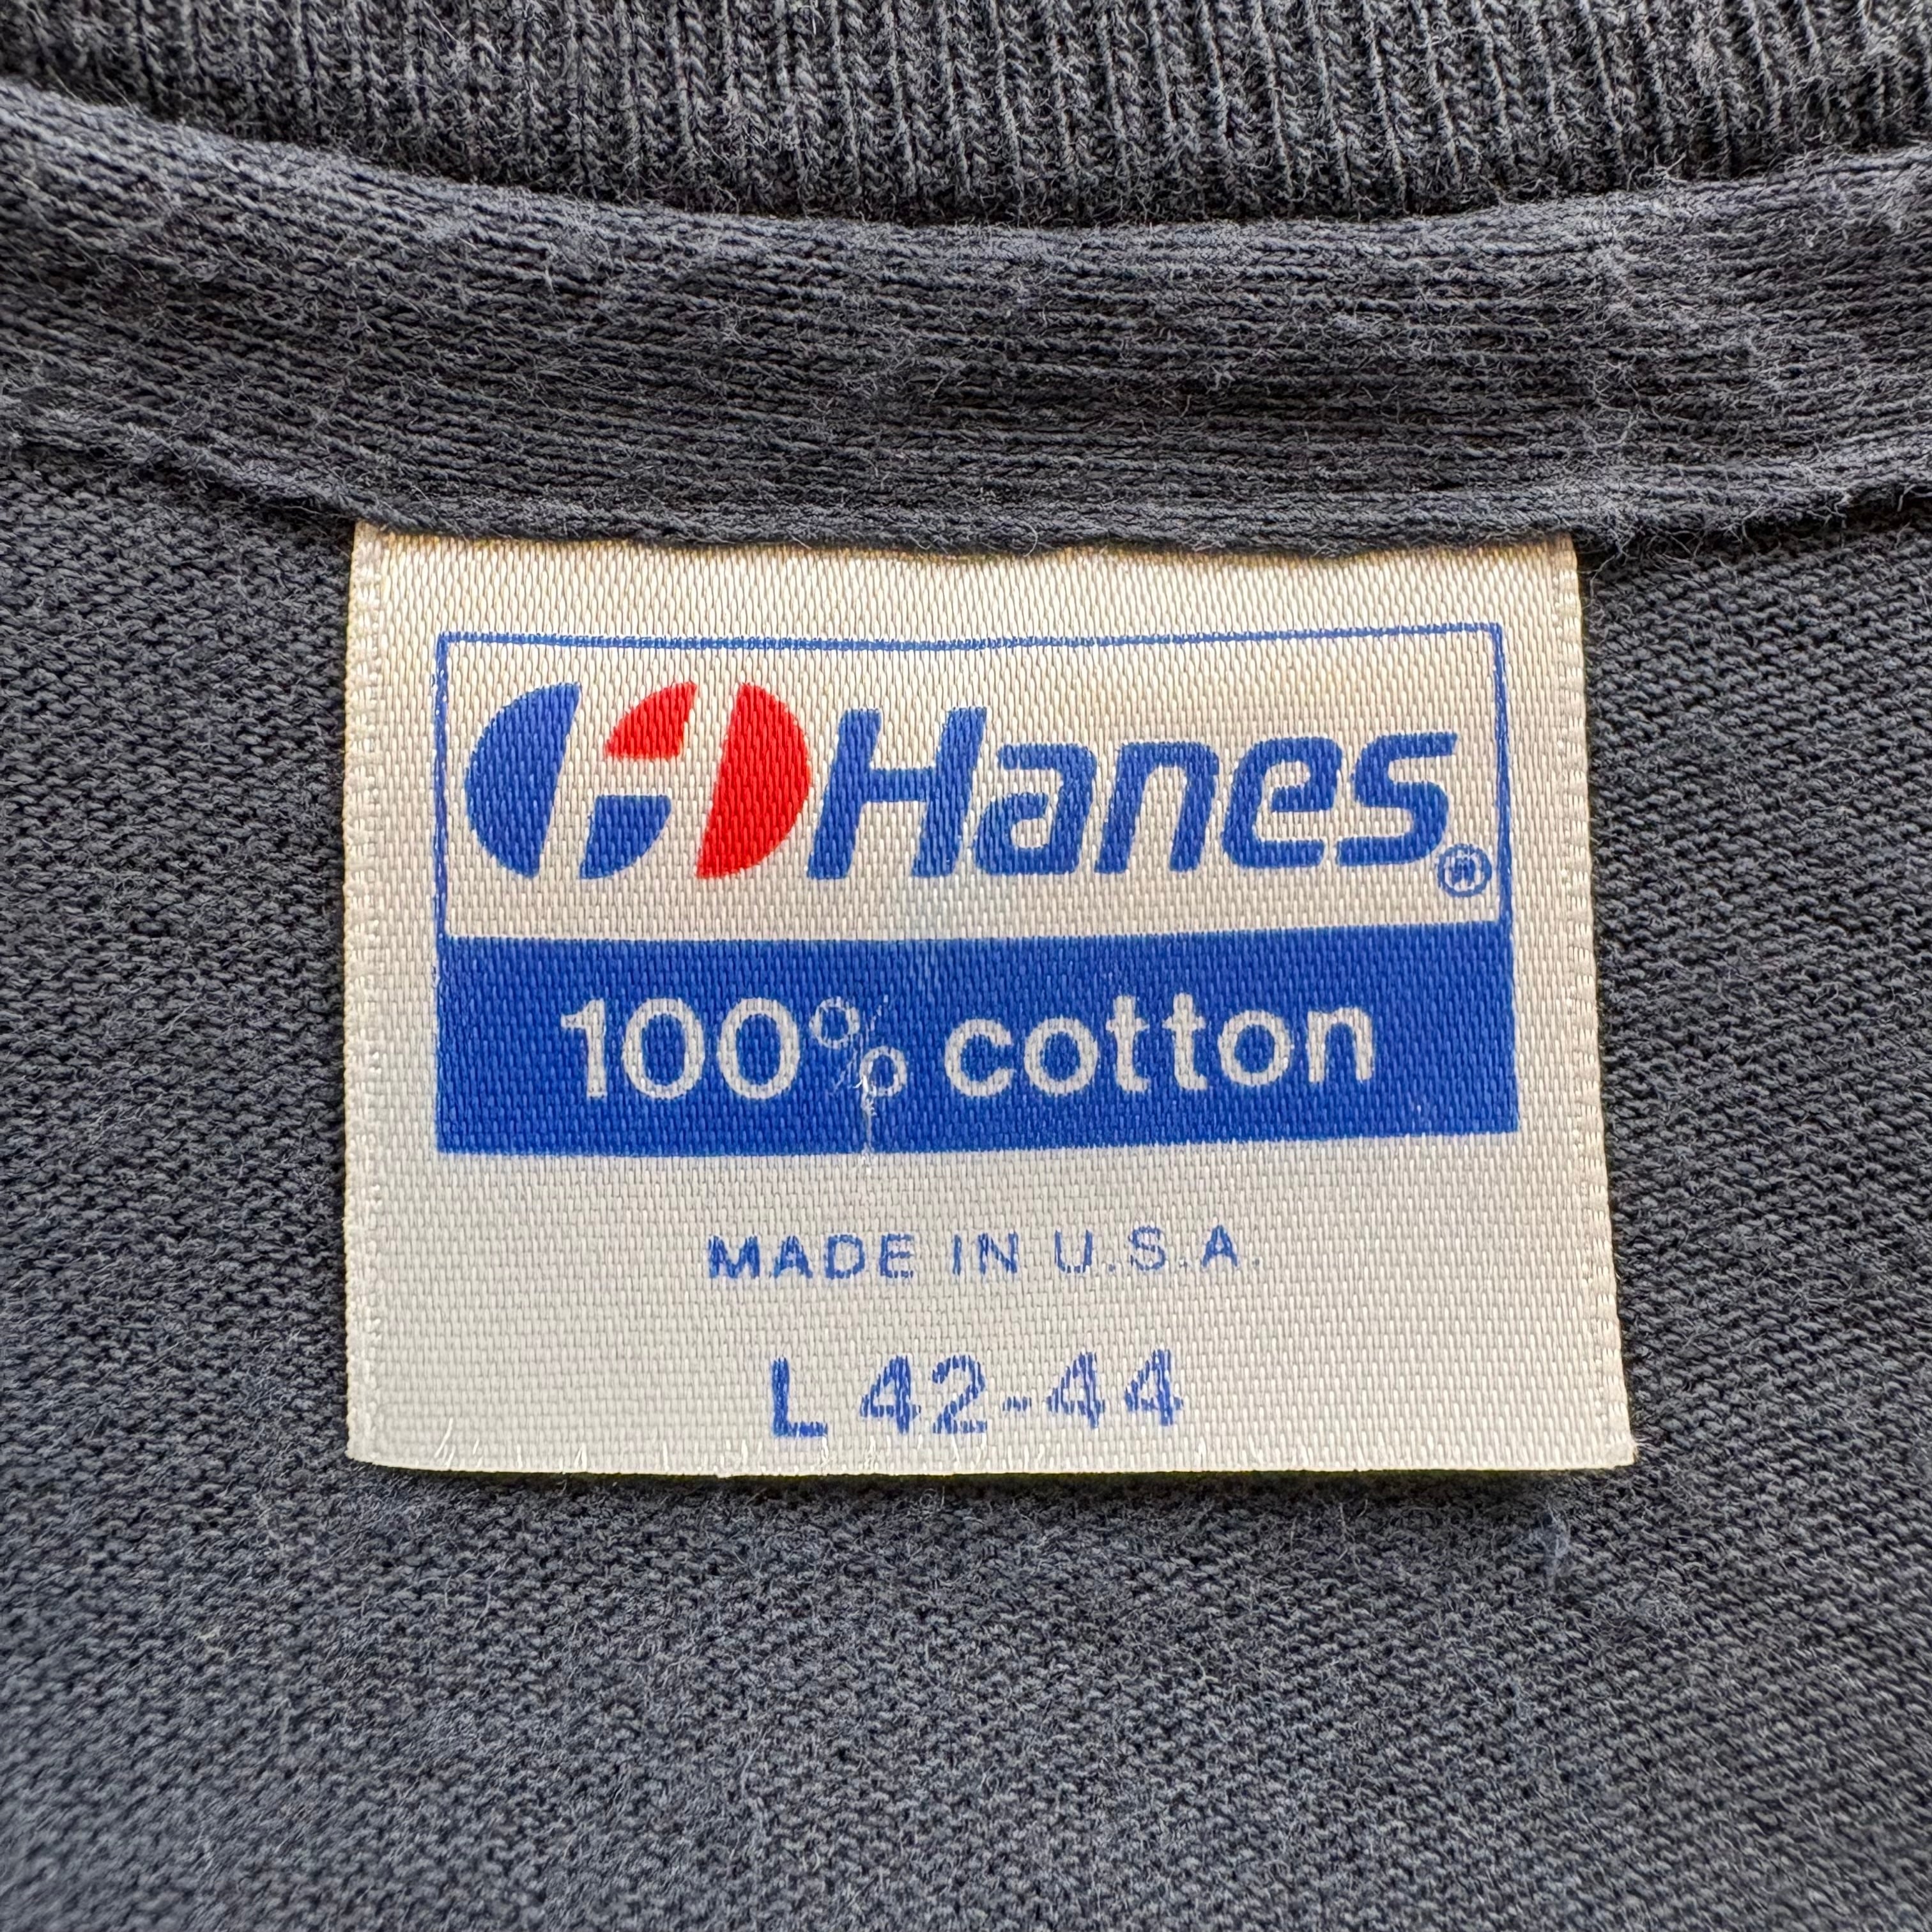 Hanes®
100% cotton
MADE IN U.S.A.
L 42-44